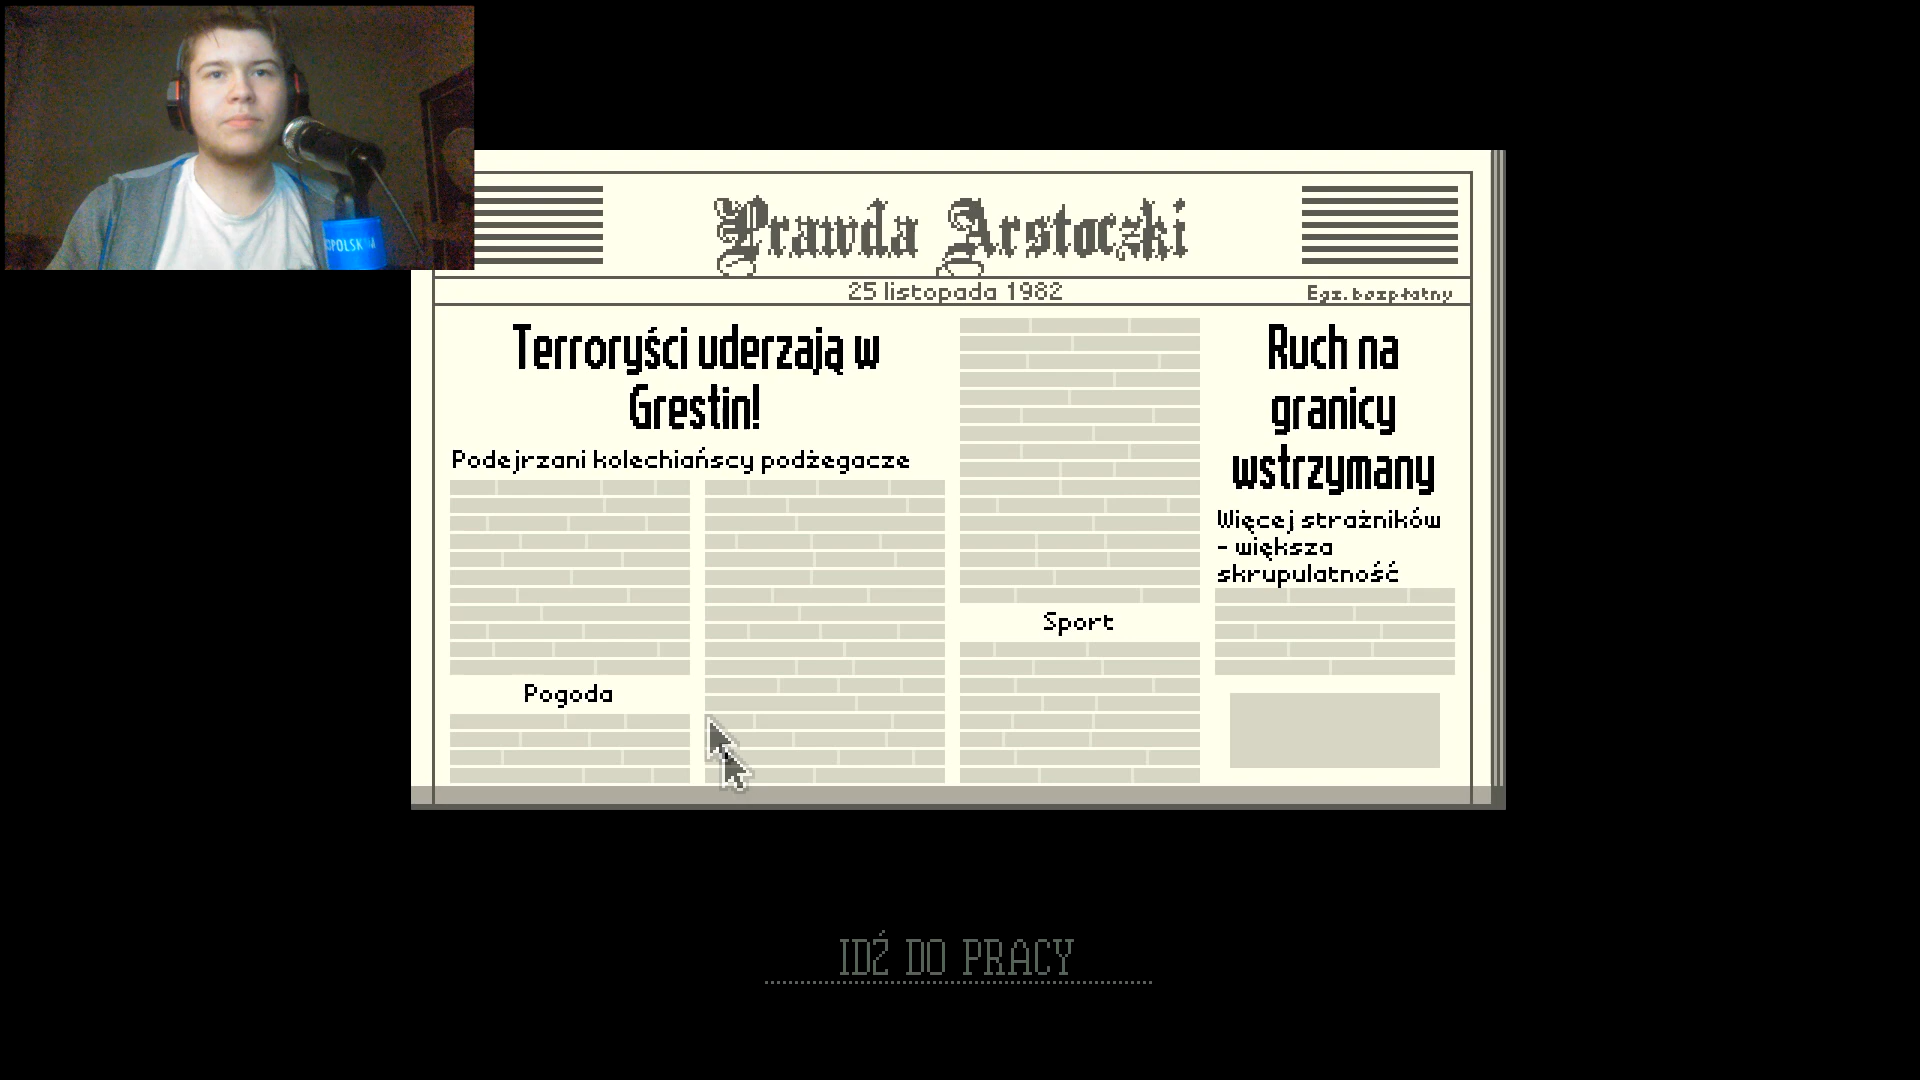 Prawda Arstoczki
25 listopada 1982
Egz. bezpłatny
Terroryści uderzają w
Grestin!
Podejrzani kolechiańscy podżegacze
Pogoda
Sport
Ruch na
granicy
wstrzymany
Więcej strażników
- większa
skrupulatność
IDŹ DO PRACY